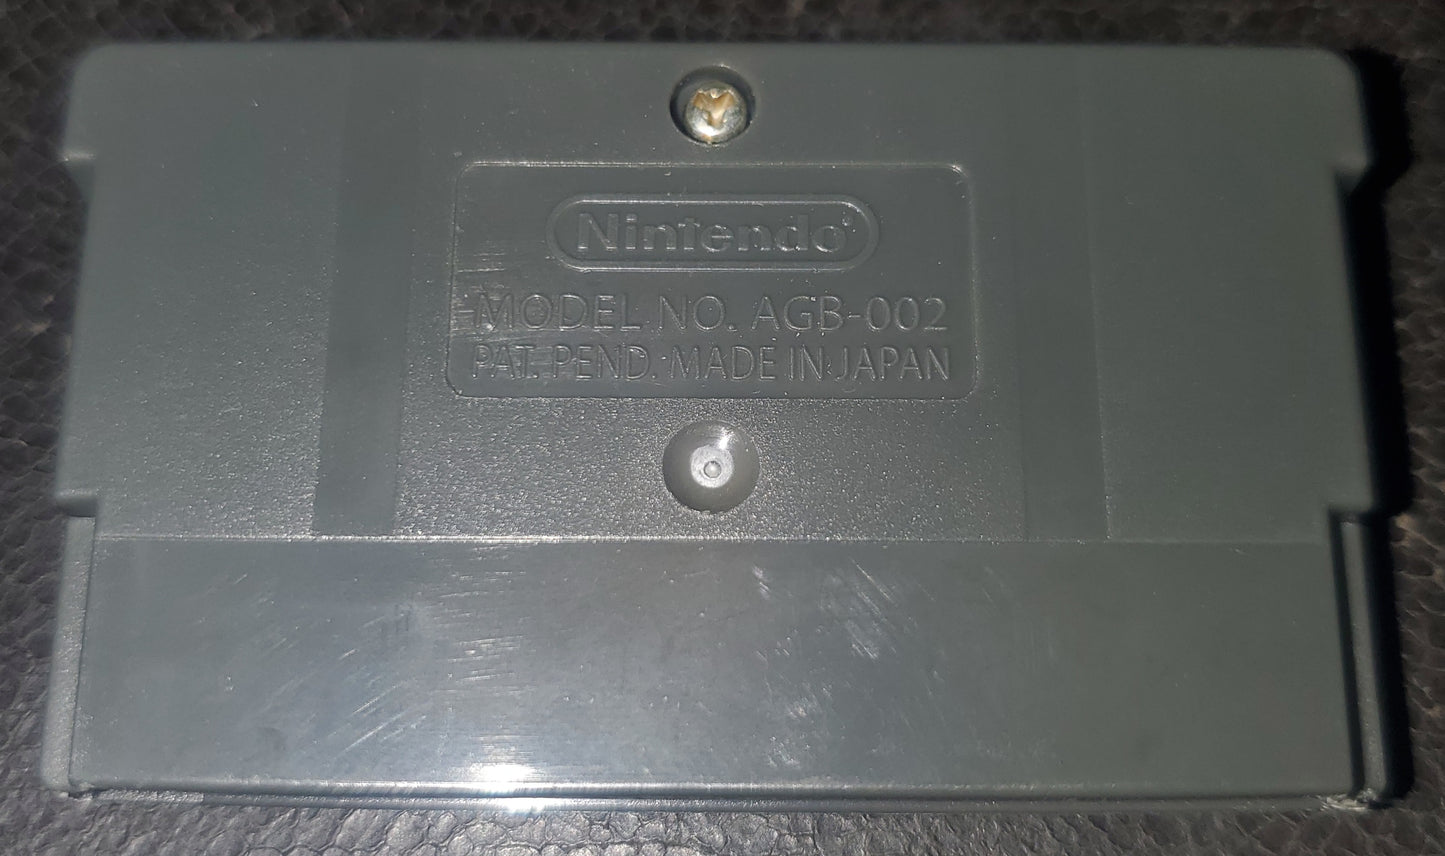 Nintendo®
MODEL NO. AGB-002
PAT. PEND. MADE IN JAPAN